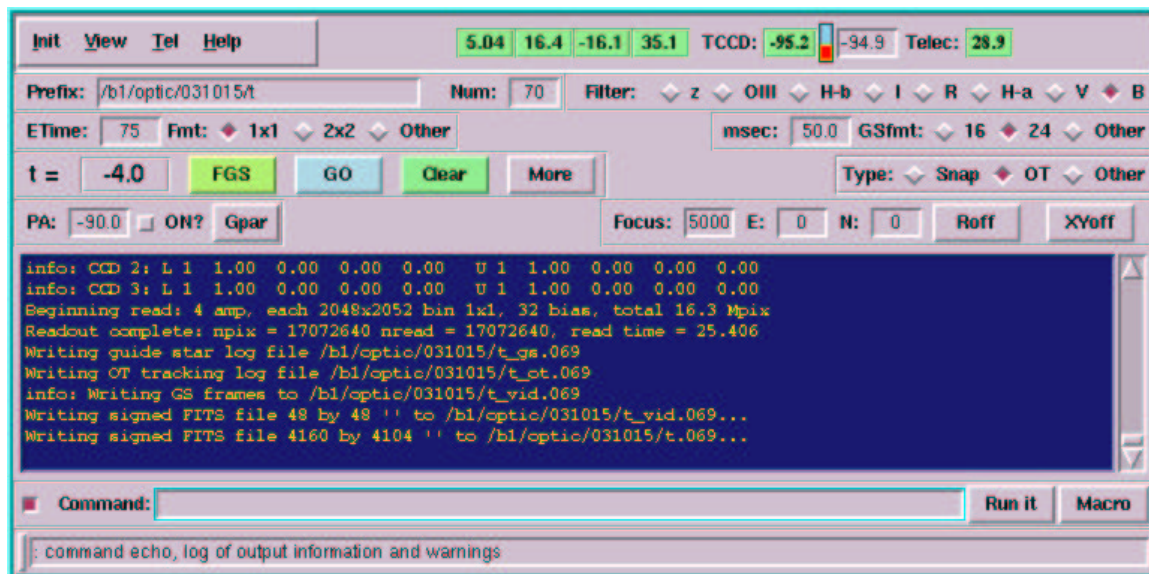 Init View Tel Help 5.04 16.4 -16.1 35.1 TCCD: -95.2 -94.9 Telec: 28.9
Prefix: /b1/optic/031015/t Num: 70 Filter: z OIII H-b I R H-a V B
ETime: 75 Fmt: 1x1 2x2 Other msec: 50.0 GSfmt: 16 24 Other
t = -4.0 FGS GO Clear More Type: Snap OT Other
PA: -90.0 ON? Gpar Focus: 5000 E: 0 N: 0 Roff XYoff
info: CCD 2: L 1 1.00 0.00 0.00 0.00 U 1 1.00 0.00 0.00 0.00
info: CCD 3: L 1 1.00 0.00 0.00 0.00 U 1 1.00 0.00 0.00 0.00
Beginning read: 4 amp, each 2048x2052 bin 1x1, 32 bias, total 16.3 Mpix
Readout complete: npix = 17072640 nread = 17072640, read time = 25.406
Writing guide star log file /b1/optic/031015/t_gs.069
Writing OT tracking log file /b1/optic/031015/t_ot.069
info: Writing GS frames to /b1/optic/031015/t_vid.069
Writing signed FITS file 48 by 48 '' to /b1/optic/031015/t_vid.069...
Writing signed FITS file 4160 by 4104 '' to /b1/optic/031015/t.069...
Command: Run it Macro
: command echo, log of output information and warnings